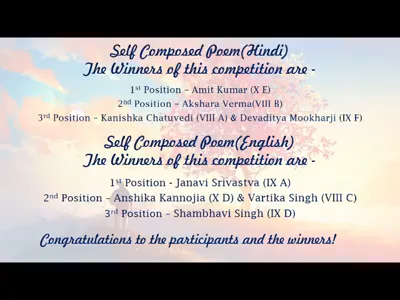 Self Composed Poem(Hindi)
The Winners of this competition are -
1st Position – Amit Kumar (X E)
2nd Position – Akshara Verma(VIII B)
3rd Position – Kanishka Chatuvedi (VIII A) & Devaditya Mookharji (IX F)
Self Composed Poem(English)
The Winners of this competition are -
1st Position - Janavi Srivastva (IX A)
2nd Position – Anshika Kannojia (X D) & Vartika Singh (VIII C)
3rd Position – Shambhavi Singh (IX D)
Congratulations to the participants and the winners!